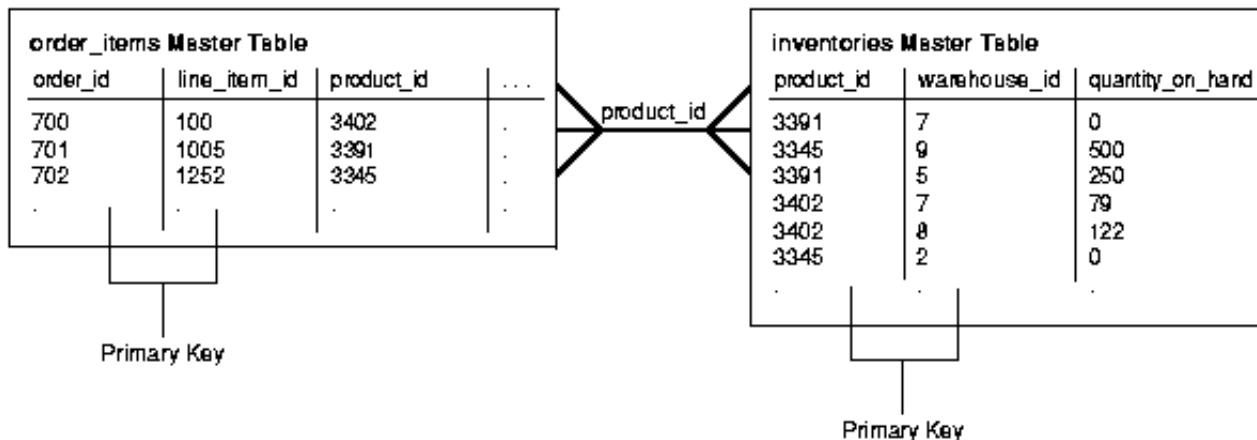 order_items Master Table
order_id line_item_id product_id ...
700 100 3402 .
701 1005 3391 .
702 1252 3345 .
. . . .
Primary Key
product_id
inventories Master Table
product_id warehouse_id quantity_on_hand
3391 7 0
3345 9 500
3391 5 250
3402 7 79
3402 8 122
3345 2 0
. . .
Primary Key